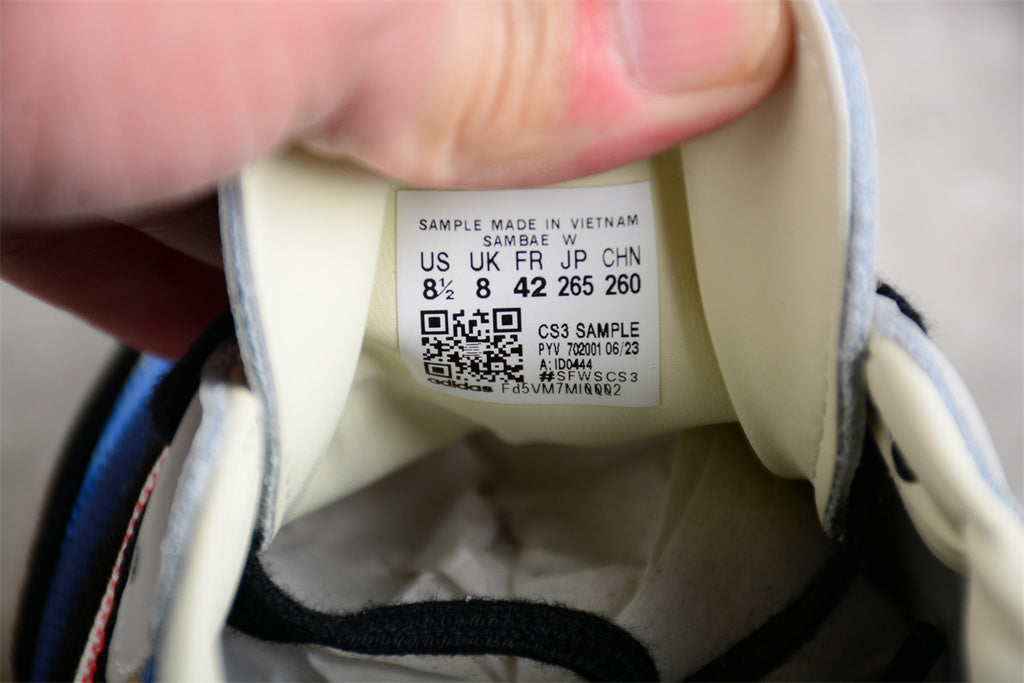 SAMPLE MADE IN VIETNAM
SAMBAE W
US UK FR JP CHN
8½ 8 42 265 260
CS3 SAMPLE
PYV 702001 06/23
A: ID0444
#SFWSCS3
adidas Fd5VM7MIQQQ2